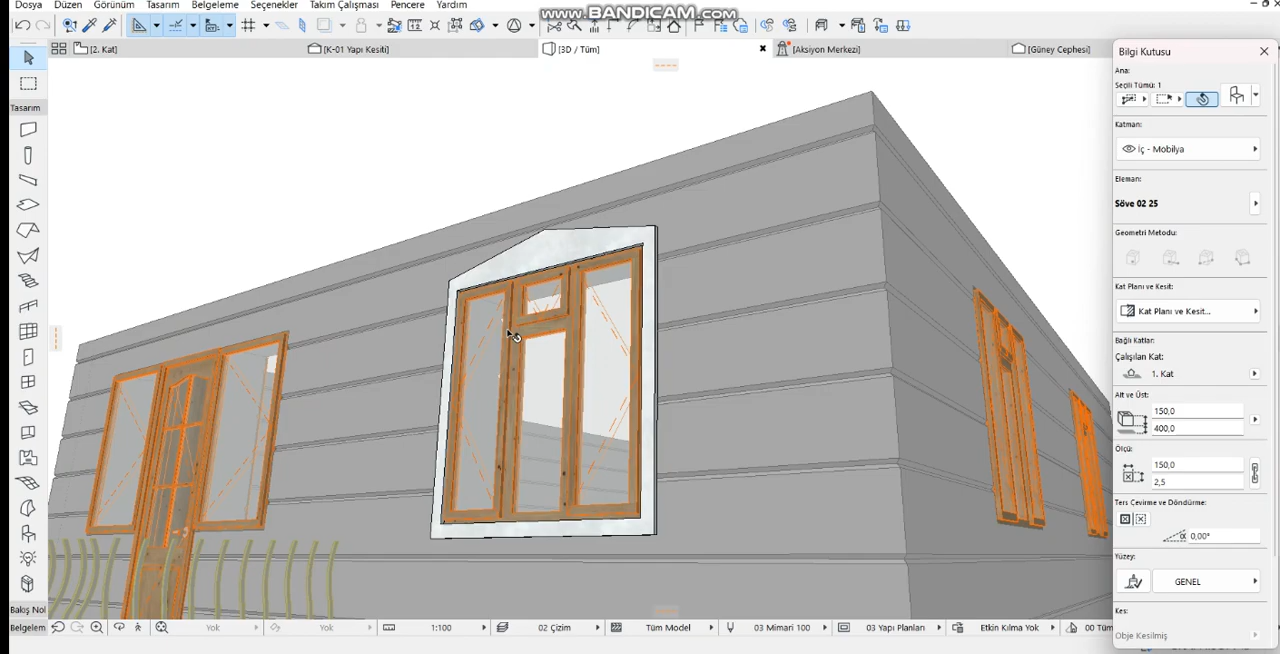 Dosya Düzen Görünüm Tasarım Belgeleme Seçenekler Takım Çalışması Pencere Yardım
www.BANDICAM.com
[2. Kat] [K-01 Yapı Kesiti] [3D / Tüm] [Aksiyon Merkezi] [Güney Cephesi]
Tasarım
Bilgi Kutusu
Ana:
Seçili Tümü: 1
Katman:
İç - Mobilya
Eleman:
Söve 02 25
Geometri Metodu:
Kat Planı ve Kesit:
Kat Planı ve Kesit...
Bağlı Katlar:
Çalışılan Kat:
1. Kat
Alt ve Üst:
150,0
400,0
Ölçü:
150,0
2,5
Ters Çevirme ve Döndürme:
α 0,00°
Yüzey:
GENEL
Kes:
Obje Kesilmiş
Bakış Nol
Belgelem
Yok Yok 1:100 02 Çizim Tüm Model 03 Mimari 100 03 Yapı Planları Etkin Kılma Yok 00 Tüm